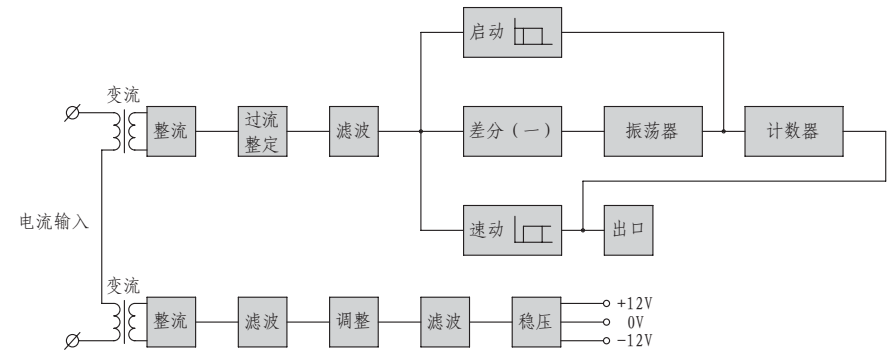 启动
变流
整流
过流
整定
滤波
差分（一）
振荡器
计数器
电流输入
速动
出口
变流
整流
滤波
调整
滤波
稳压
+12V
0V
−12V